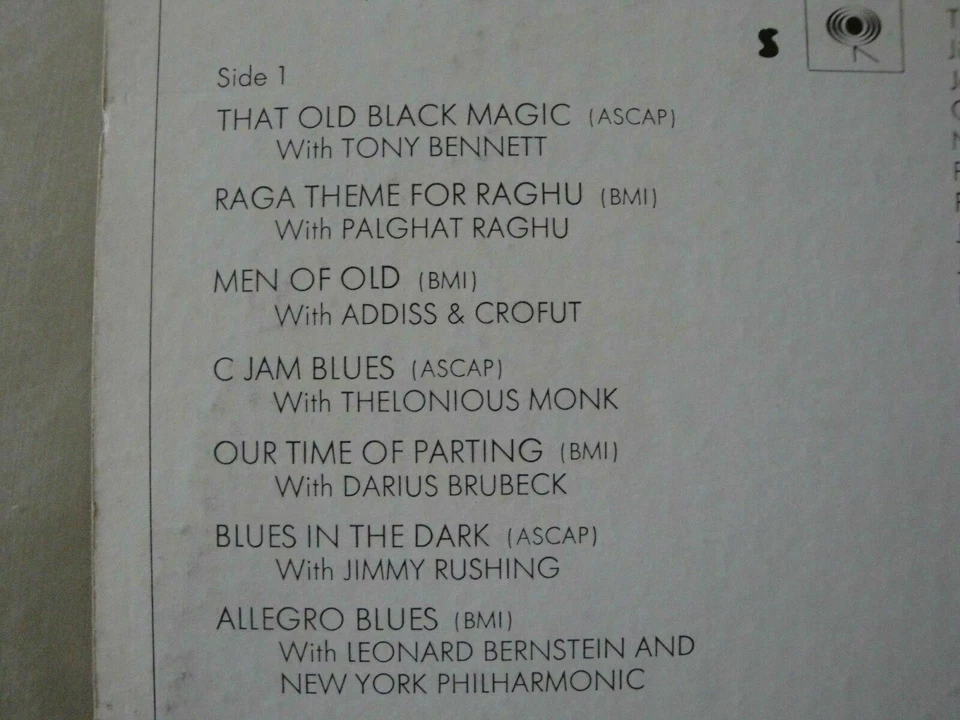 S
Side 1
THAT OLD BLACK MAGIC (ASCAP)
With TONY BENNETT
RAGA THEME FOR RAGHU (BMI)
With PALGHAT RAGHU
MEN OF OLD (BMI)
With ADDISS & CROFUT
C JAM BLUES (ASCAP)
With THELONIOUS MONK
OUR TIME OF PARTING (BMI)
With DARIUS BRUBECK
BLUES IN THE DARK (ASCAP)
With JIMMY RUSHING
ALLEGRO BLUES (BMI)
With LEONARD BERNSTEIN AND
NEW YORK PHILHARMONIC